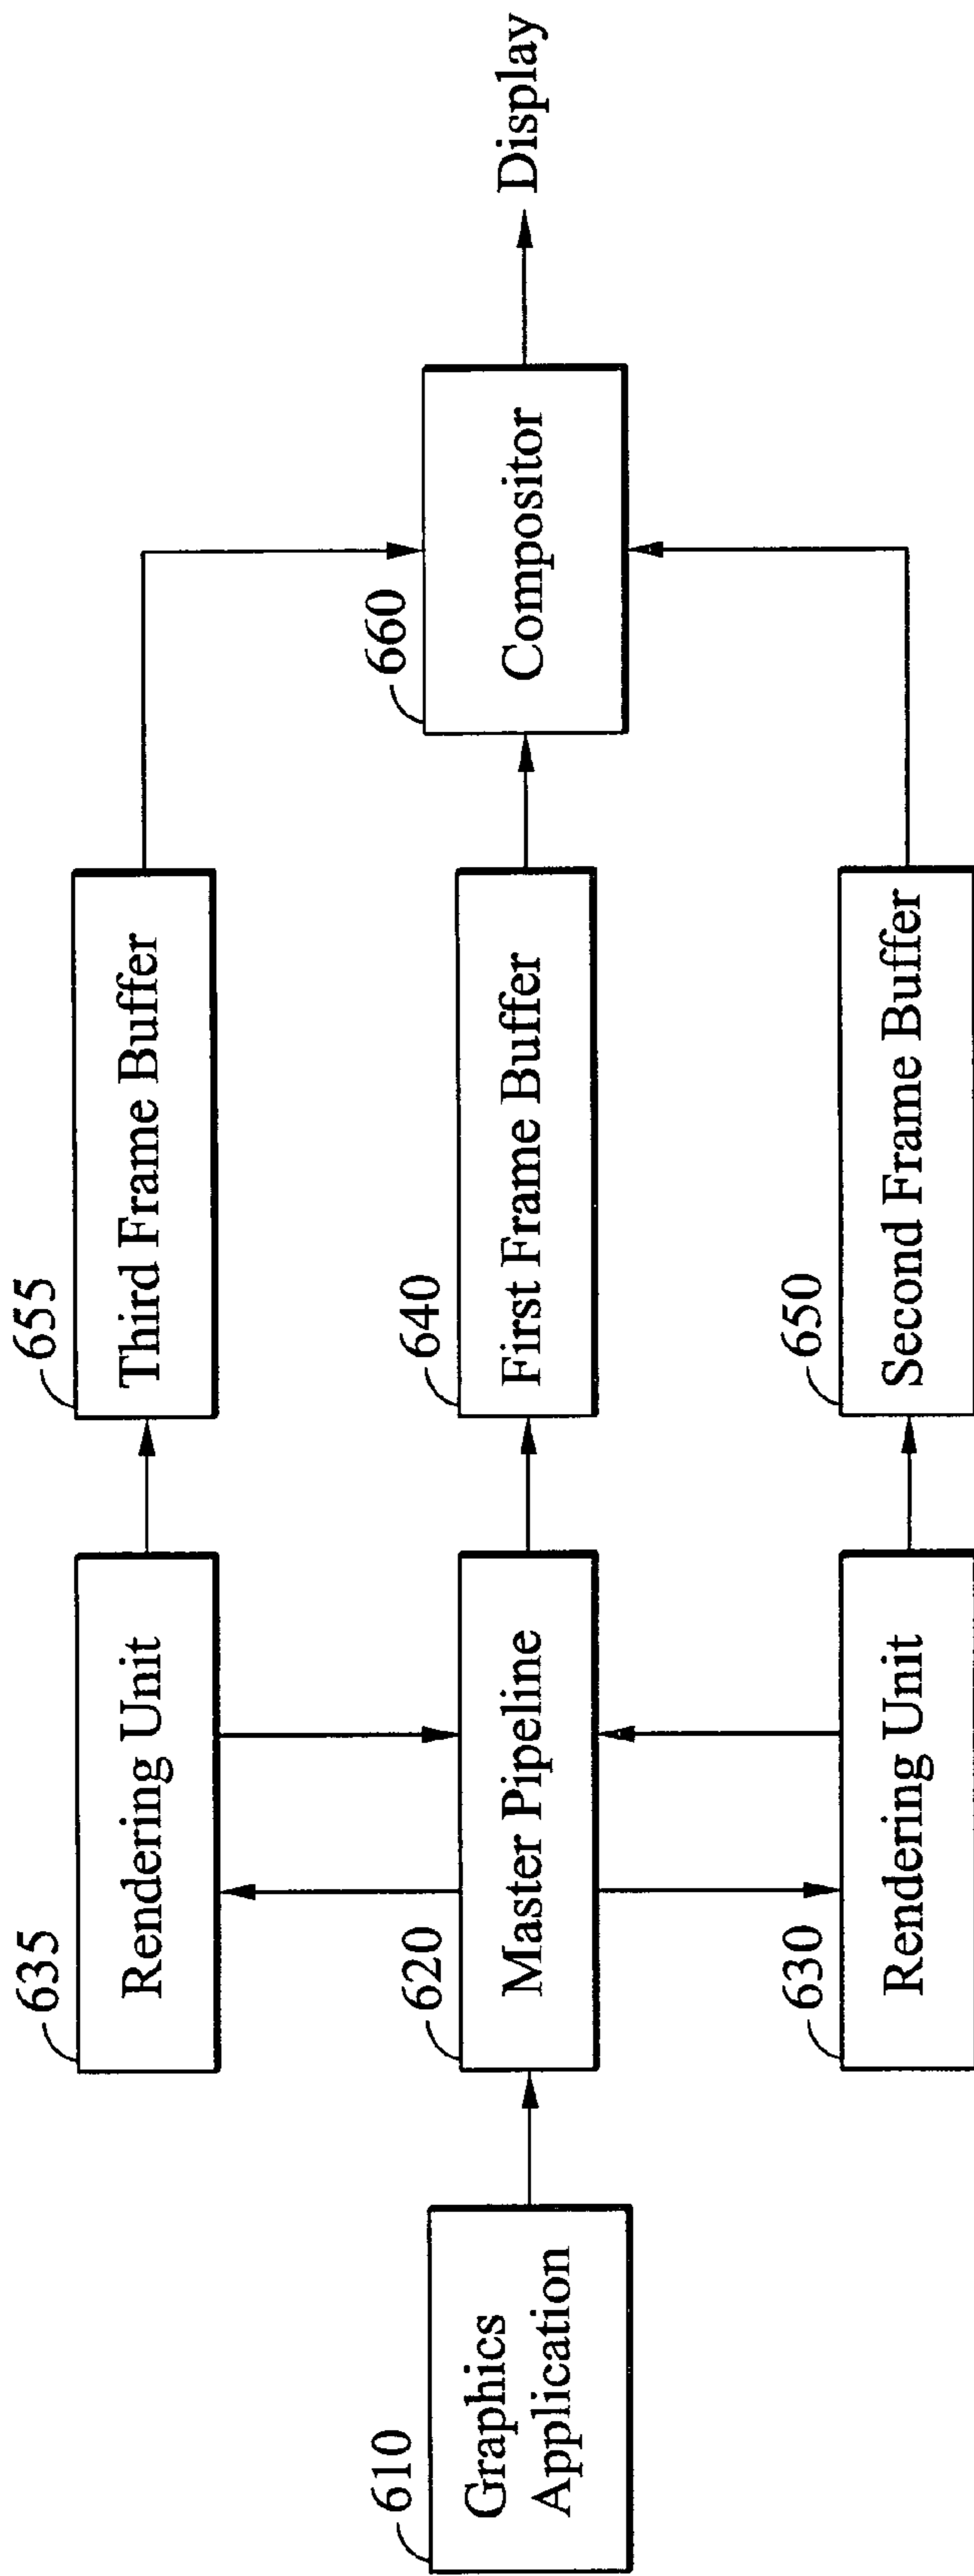 635
Rendering Unit
655
Third Frame Buffer
610
Graphics
Application
620
Master Pipeline
640
First Frame Buffer
660
Compositor
Display
630
Rendering Unit
650
Second Frame Buffer